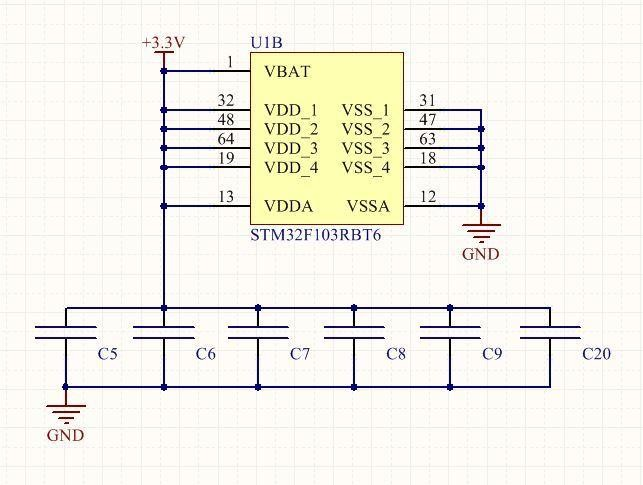 +3.3V
U1B
1 VBAT
32 VDD_1 VSS_1 31
48 VDD_2 VSS_2 47
64 VDD_3 VSS_3 63
19 VDD_4 VSS_4 18
13 VDDA VSSA 12
STM32F103RBT6
GND
C5 C6 C7 C8 C9 C20
GND